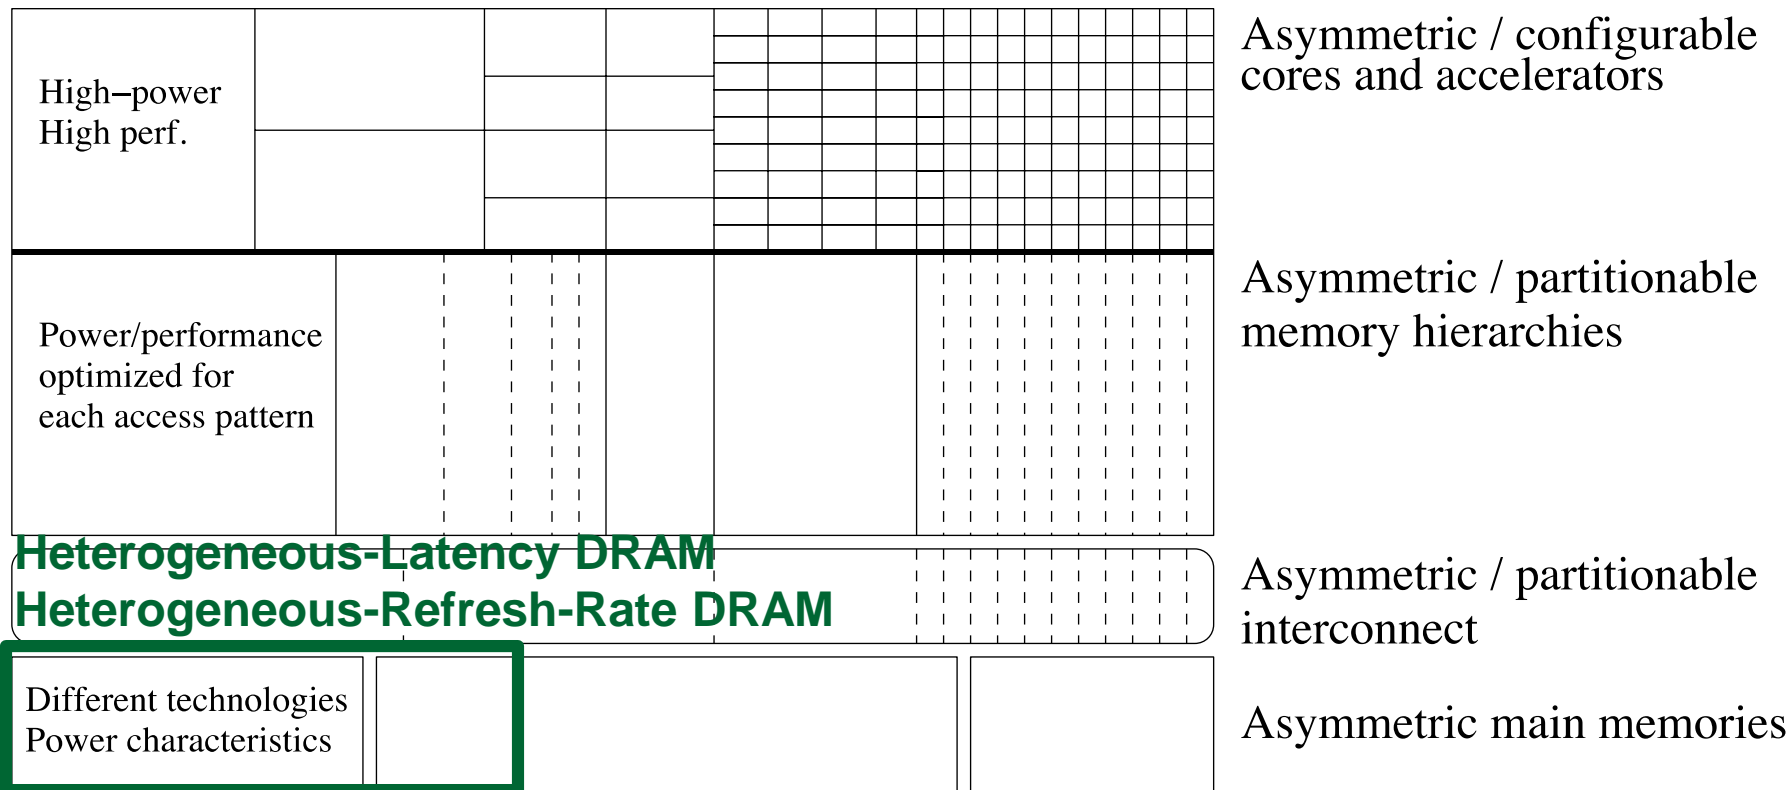 Asymmetric / configurable
cores and accelerators
High−power
High perf.
Asymmetric / partitionable
memory hierarchies
Power/performance
optimized for
each access pattern
Heterogeneous-Latency DRAM
Heterogeneous-Refresh-Rate DRAM
Asymmetric / partitionable
interconnect
Different technologies
Power characteristics
Asymmetric main memories